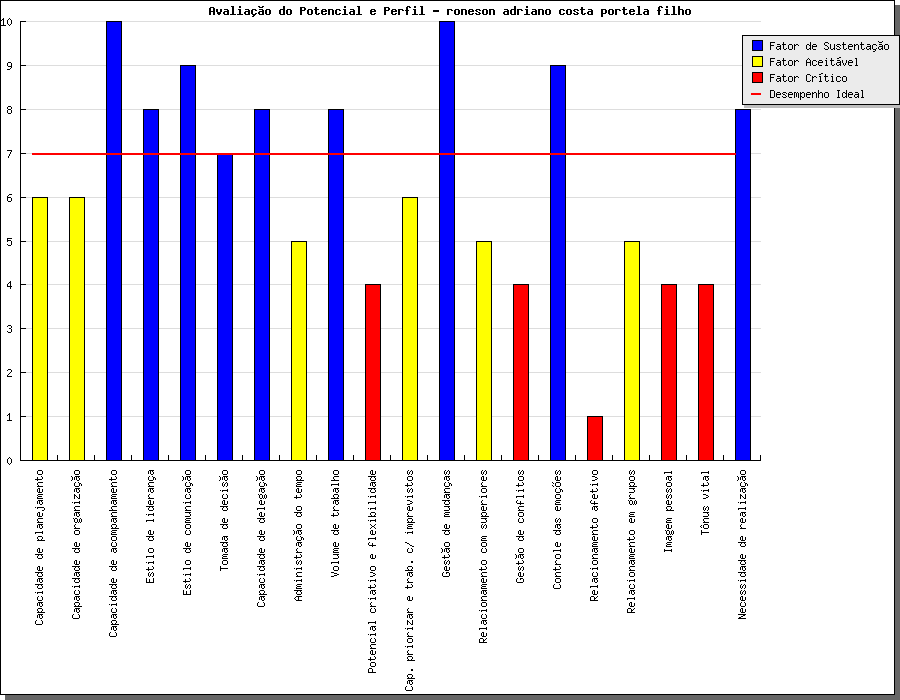 Avaliação do Potencial e Perfil - roneson adriano costa portela filho
Fator de Sustentação
Fator Aceitável
Fator Crítico
Desempenho Ideal
10
9
8
7
6
5
4
3
2
1
0
Capacidade de planejamento
Capacidade de organização
Capacidade de acompanhamento
Estilo de liderança
Estilo de comunicação
Tomada de decisão
Capacidade de delegação
Administração do tempo
Volume de trabalho
Potencial criativo e flexibilidade
Cap. priorizar e trab. c/ imprevistos
Gestão de mudanças
Relacionamento com superiores
Gestão de conflitos
Controle das emoções
Relacionamento afetivo
Relacionamento em grupos
Imagem pessoal
Tônus vital
Necessidade de realização